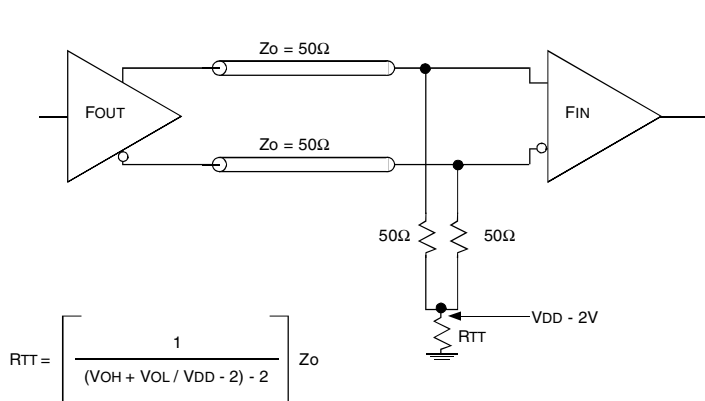 Zo = 50Ω
FOUT
FIN
Zo = 50Ω
50Ω
50Ω
VDD - 2V
RTT
RTT = 1 / (VOH + VOL / VDD - 2) - 2 Zo